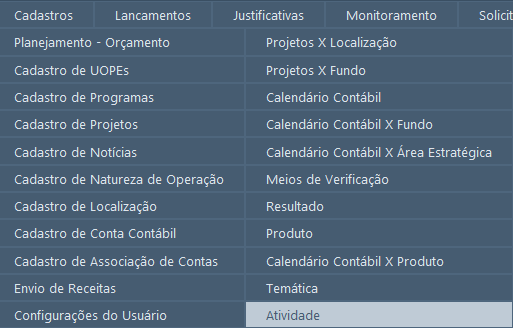 Cadastros Lancamentos Justificativas Monitoramento Solicit
Planejamento - Orçamento Projetos X Localização
Cadastro de UOPEs Projetos X Fundo
Cadastro de Programas Calendário Contábil
Cadastro de Projetos Calendário Contábil X Fundo
Cadastro de Notícias Calendário Contábil X Área Estratégica
Cadastro de Natureza de Operação Meios de Verificação
Cadastro de Localização Resultado
Cadastro de Conta Contábil Produto
Cadastro de Associação de Contas Calendário Contábil X Produto
Envio de Receitas Temática
Configurações do Usuário Atividade